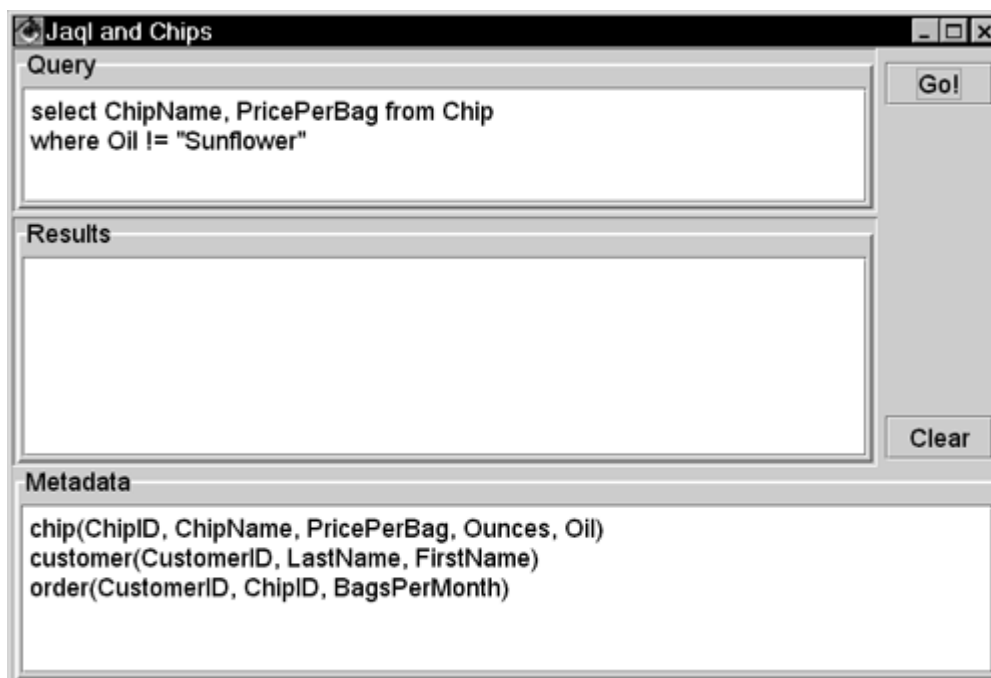 Jaql and Chips
Query
Go!
select ChipName, PricePerBag from Chip
where Oil != "Sunflower"
Results
Clear
Metadata
chip(ChipID, ChipName, PricePerBag, Ounces, Oil)
customer(CustomerID, LastName, FirstName)
order(CustomerID, ChipID, BagsPerMonth)